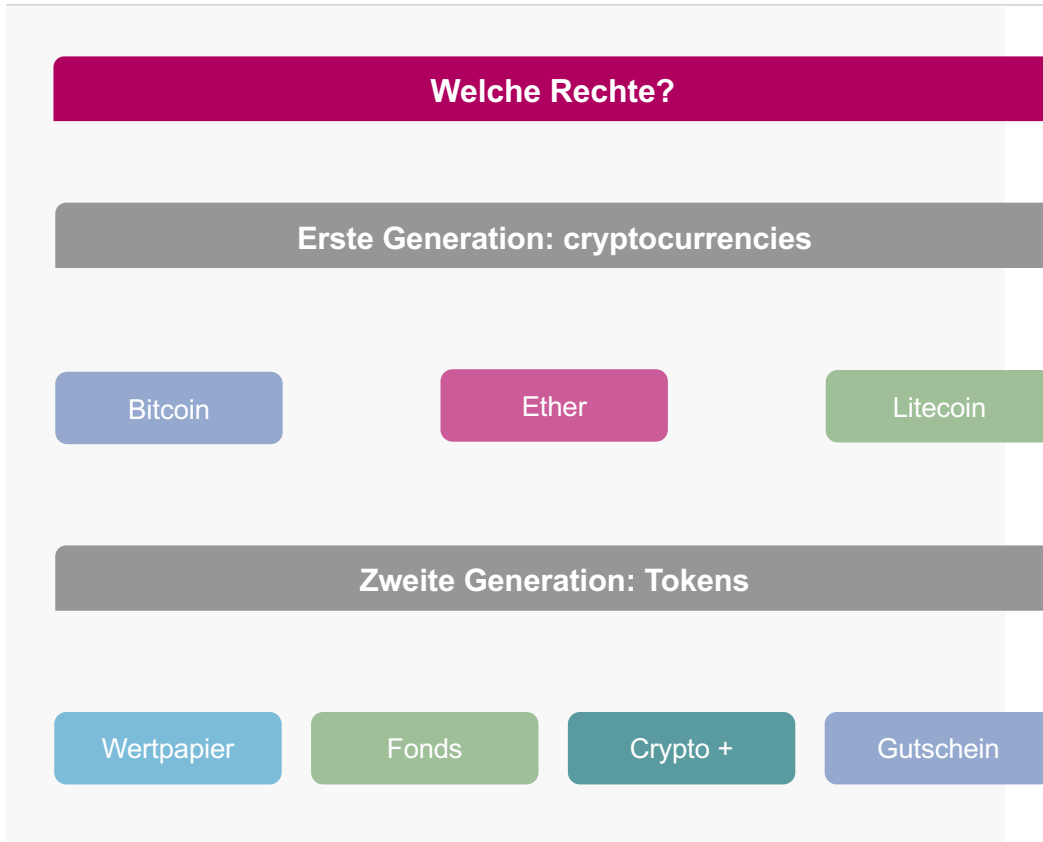 Welche Rechte?
Erste Generation: cryptocurrencies
Bitcoin
Ether
Litecoin
Zweite Generation: Tokens
Wertpapier
Fonds
Crypto +
Gutschein